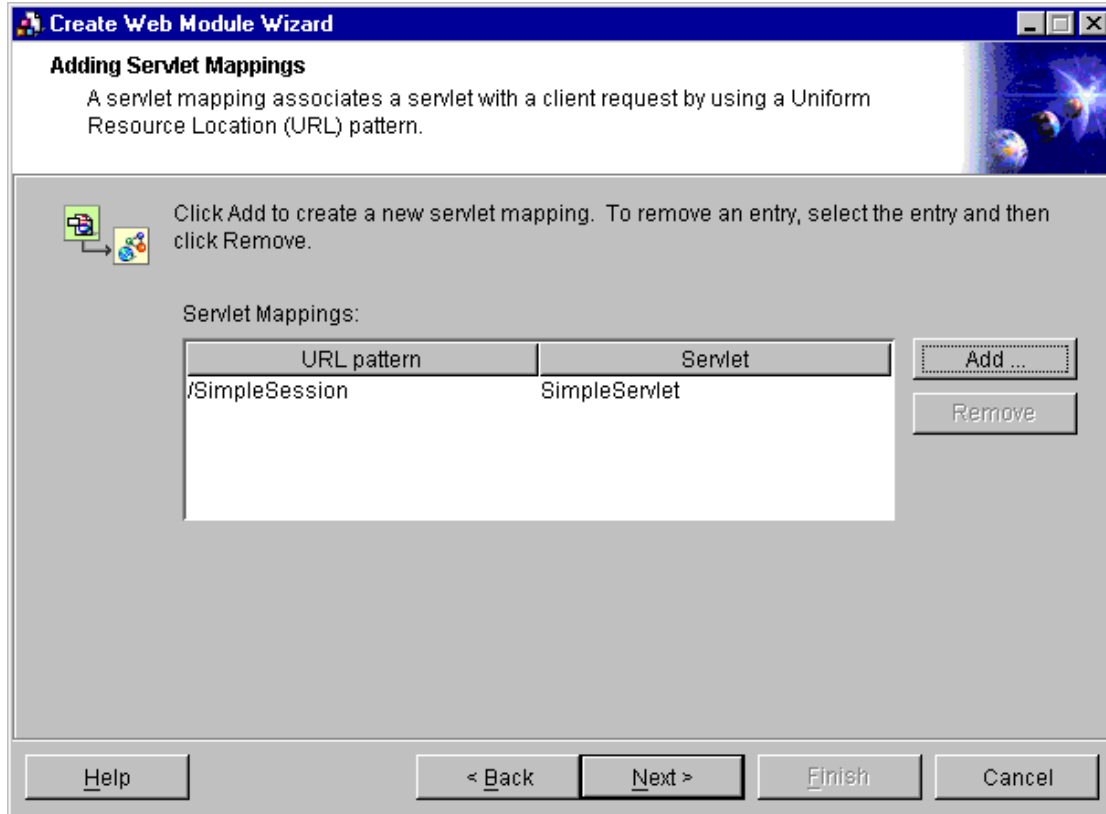 Create Web Module Wizard
Adding Servlet Mappings
A servlet mapping associates a servlet with a client request by using a Uniform
Resource Location (URL) pattern.
Click Add to create a new servlet mapping.  To remove an entry, select the entry and then
click Remove.
Servlet Mappings:
URL pattern Servlet
/SimpleSession SimpleServlet
Add ...
Remove
Help < Back Next > Finish Cancel